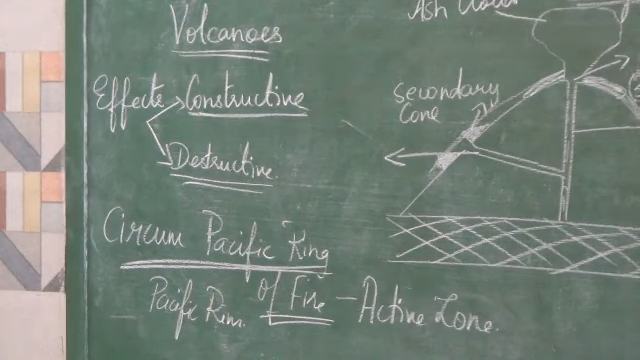 Volcanoes
Ash Cloud
Effects
Constructive
Secondary
Cone
Destructive
Circum Pacific Ring
of Fire – Active Zone.
Pacific Rim.